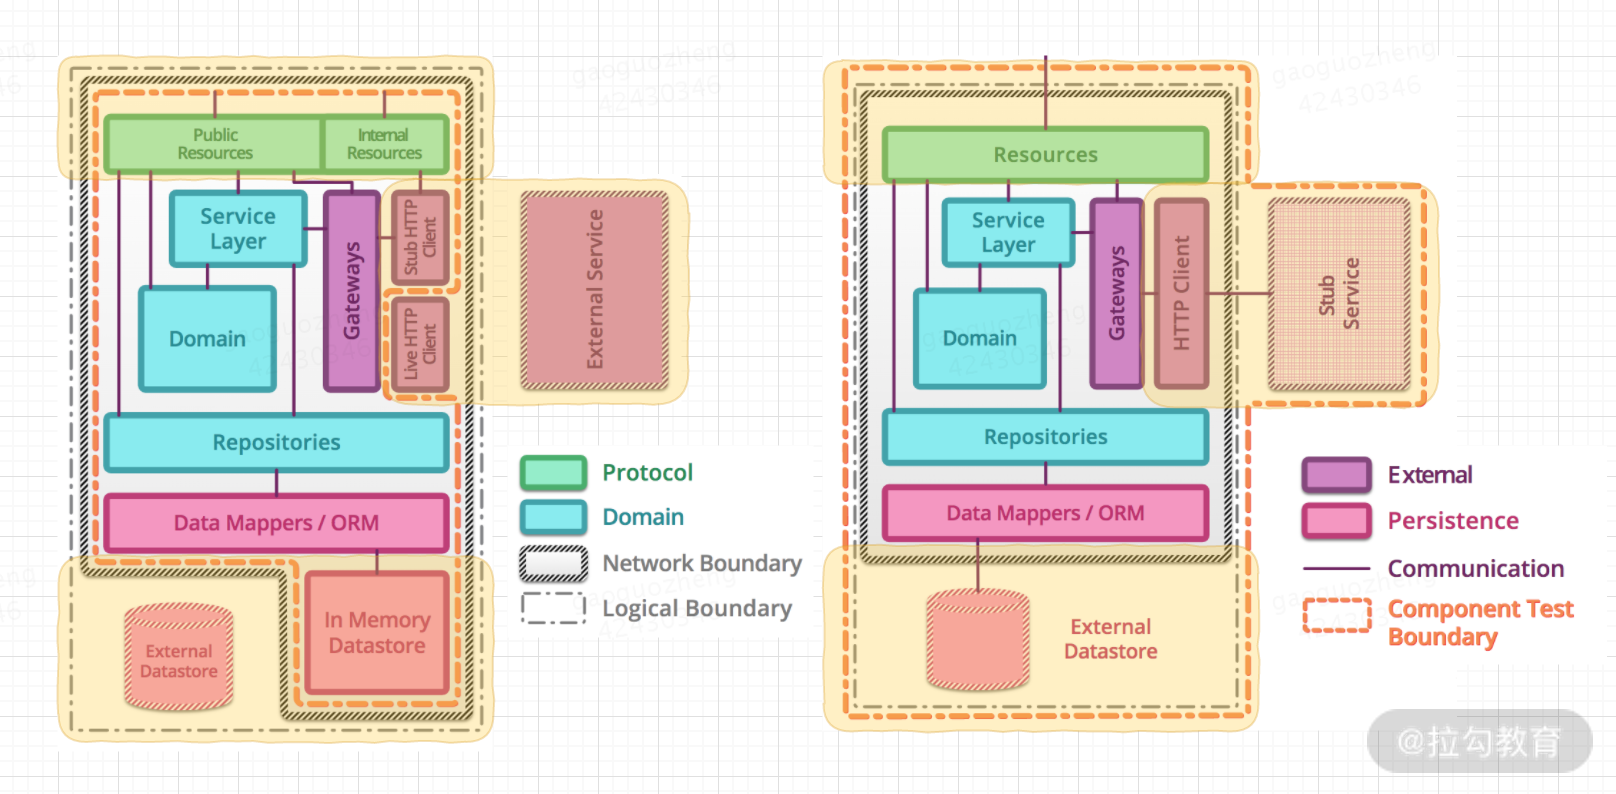 Public
Resources
Internal
Resources
Service
Layer
Gateways
Stub HTTP
Client
Live HTTP
Client
External Service
Domain
Repositories
Data Mappers / ORM
External
Datastore
In Memory
Datastore
Protocol
Domain
Network Boundary
Logical Boundary
Resources
Service
Layer
Gateways
HTTP Client
Stub
Service
Domain
Repositories
Data Mappers / ORM
External
Datastore
External
Persistence
Communication
Component Test
Boundary
@拉勾教育
gaoguozheng
42430346
gaoguozheng
42430346